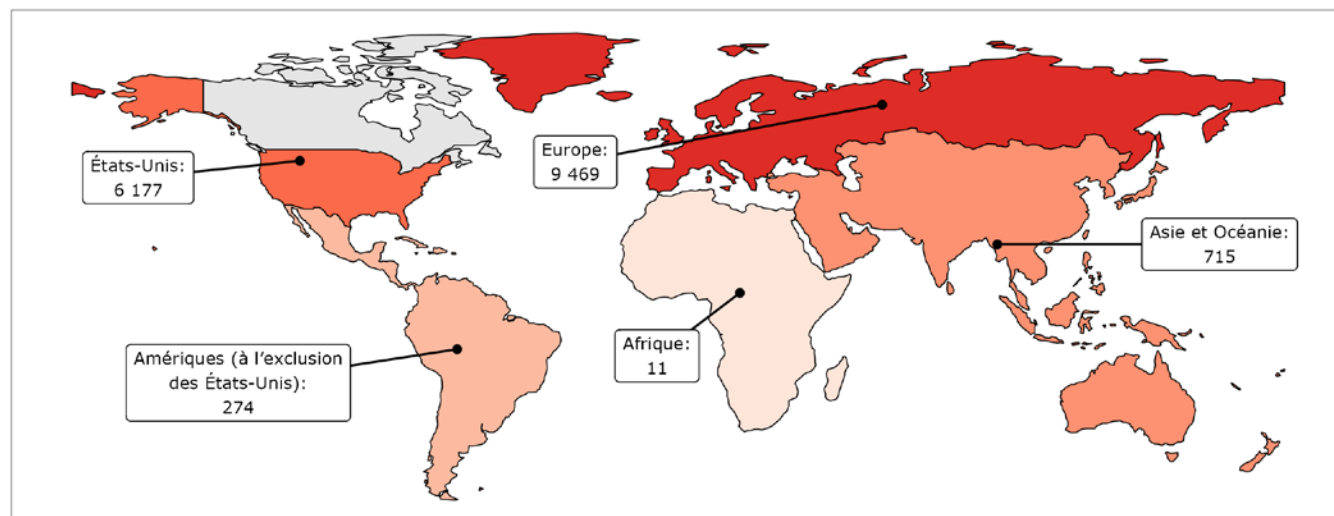 États-Unis:
6 177
Europe:
9 469
Asie et Océanie:
715
Amériques (à l’exclusion
des États-Unis):
274
Afrique:
11